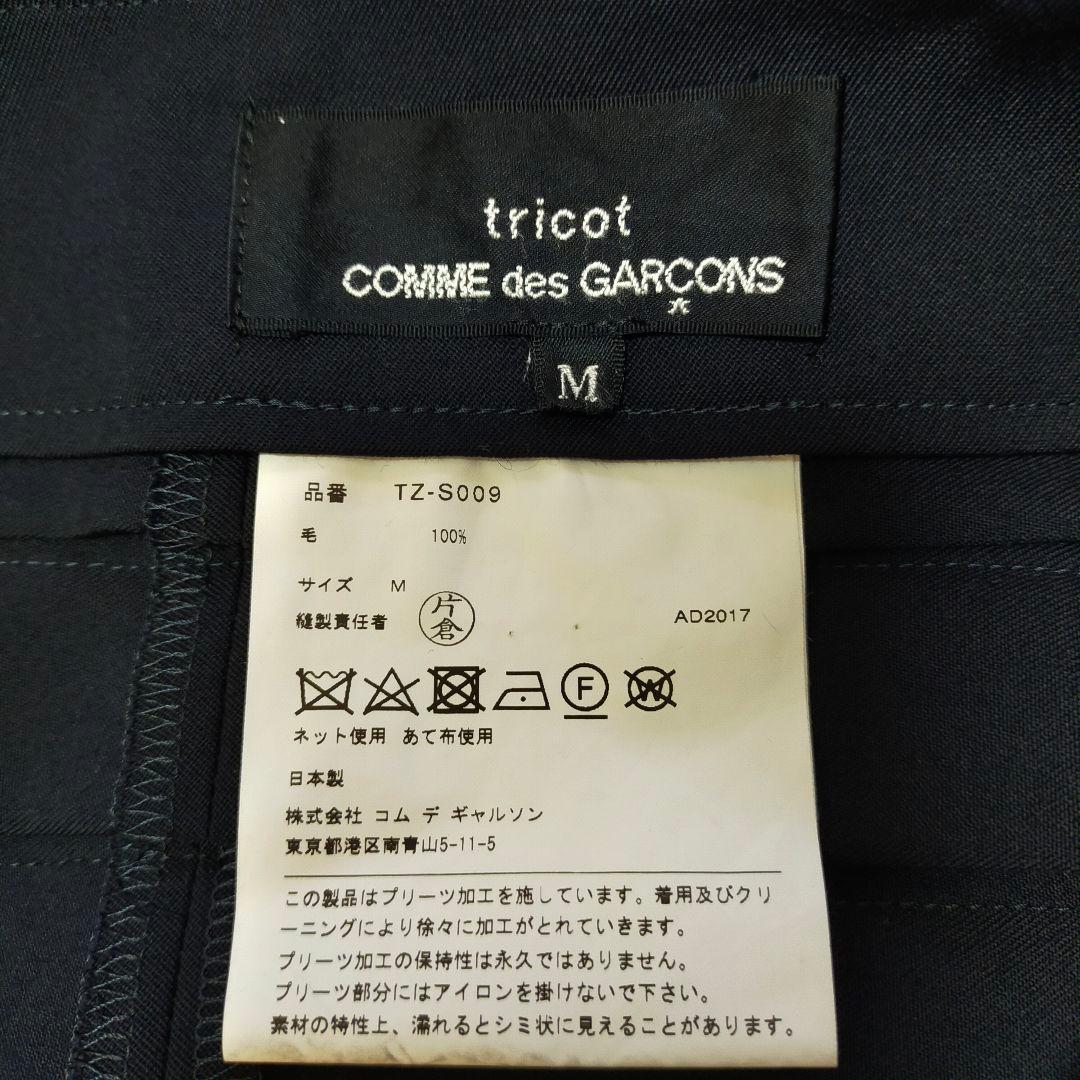 tricot
COMME des GARÇONS
M
品番 TZ-S009
毛 100%
サイズ M
縫製責任者 片倉 AD2017
F W
ネット使用 あて布使用
日本製
株式会社 コム デ ギャルソン
東京都港区南青山5-11-5
この製品はプリーツ加工を施しています。着用及びクリ
ーニングにより徐々に加工がとれていきます。
プリーツ加工の保持性は永久ではありません。
プリーツ部分にはアイロンを掛けないで下さい。
素材の特性上、濡れるとシミ状に見えることがあります。